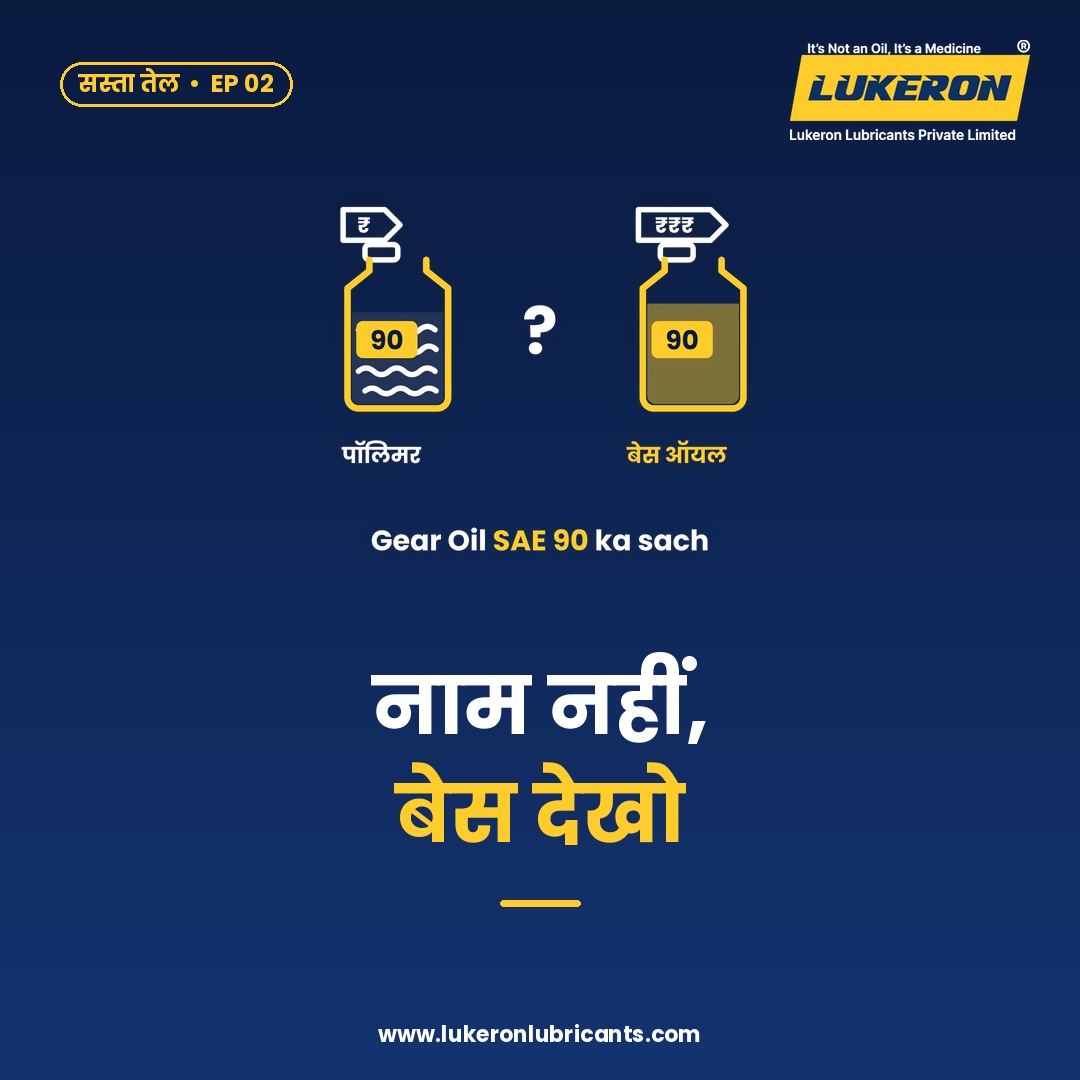 सस्ता तेल • EP 02
It's Not an Oil, It's a Medicine
®
LUKERON
Lukeron Lubricants Private Limited
₹
₹₹₹
90
?
90
पॉलिमर
बेस ऑयल
Gear Oil SAE 90 ka sach
नाम नहीं,
बेस देखो
www.lukeronlubricants.com